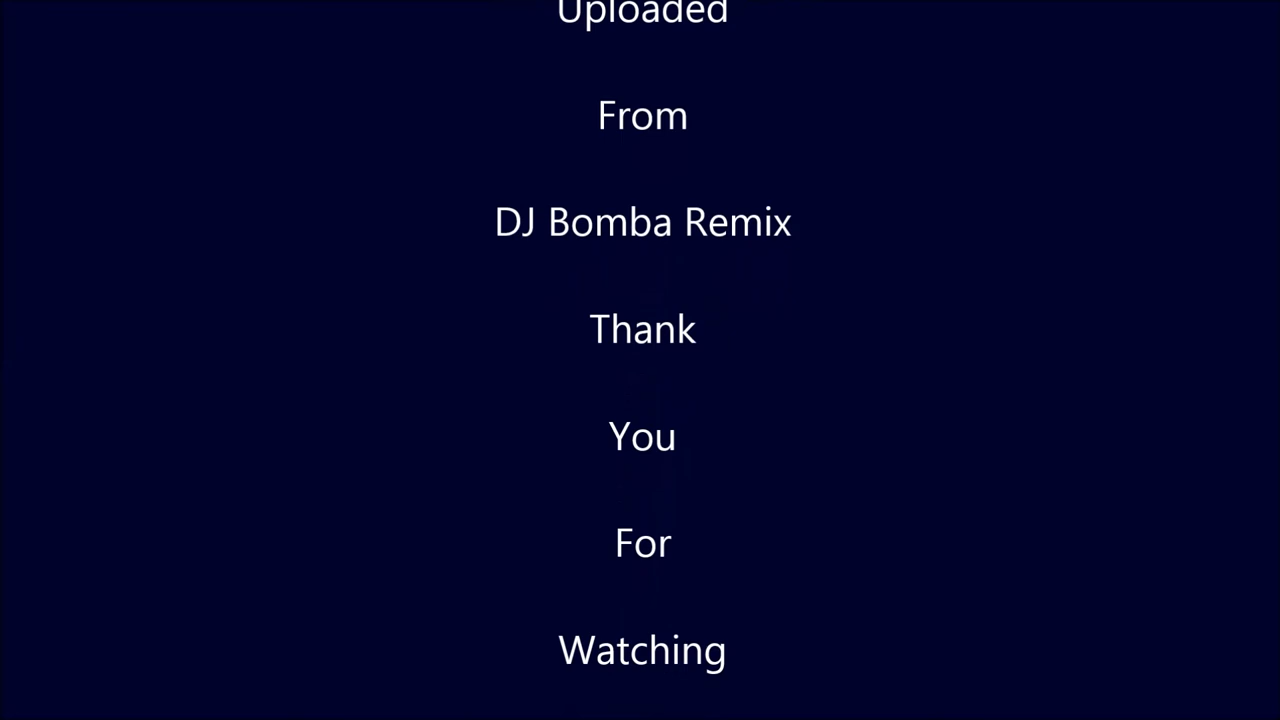 Uploaded
From
DJ Bomba Remix
Thank
You
For
Watching